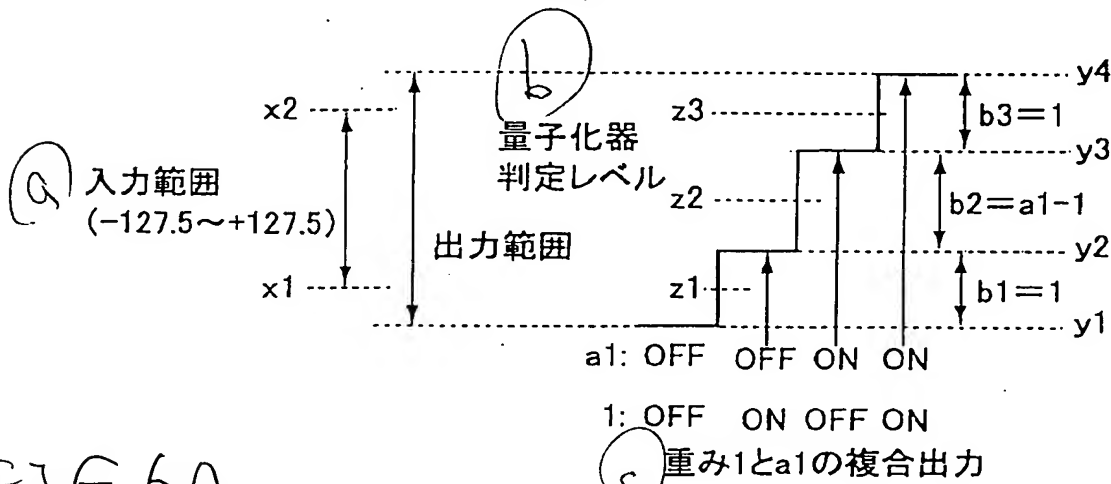 b
y4
x2
z3
b3=1
量子化器
判定レベル
y3
a
入力範囲
(-127.5~+127.5)
z2
b2=a1-1
出力範囲
y2
x1
z1
b1=1
y1
a1: OFF OFF ON ON
1: OFF ON OFF ON
c
重み1とa1の複合出力